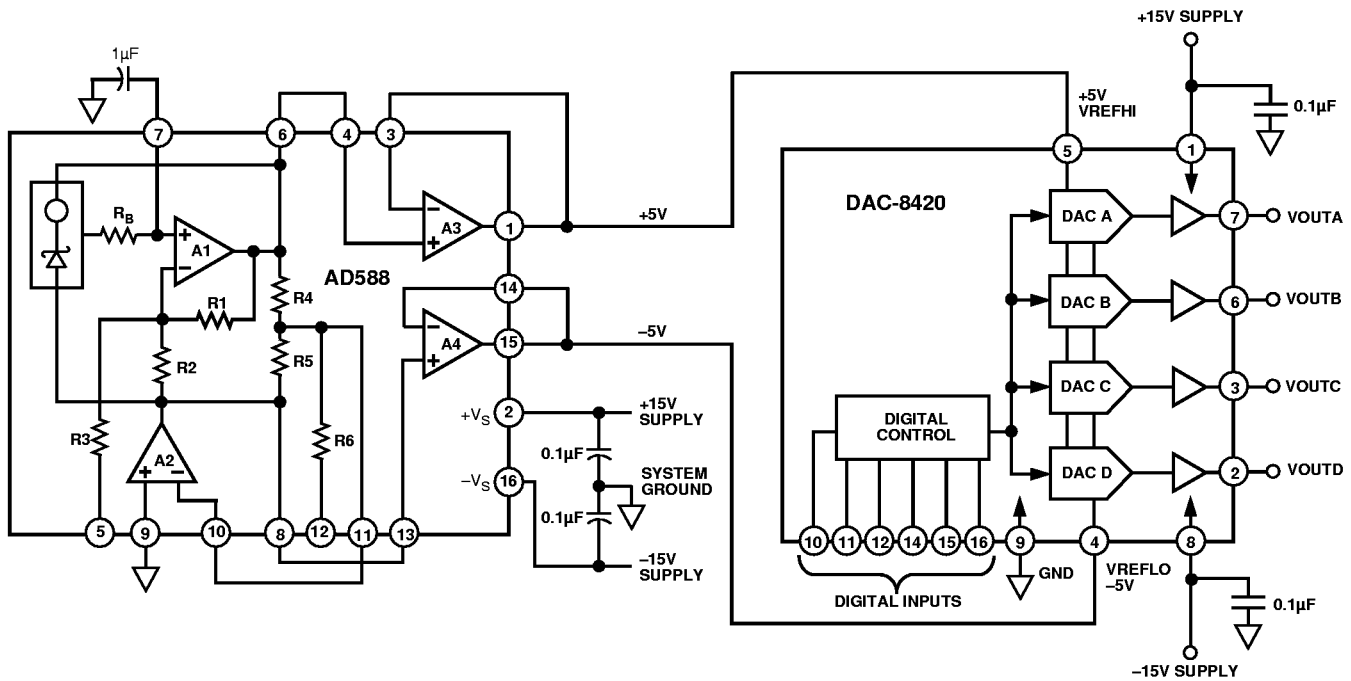 +15V SUPPLY
1µF
+5V
VREFHI
0.1µF
7
6
4
3
5
1
DAC-8420
RB
+
A1
–
–
A3
+
1
+5V
DAC A
7
VOUTA
AD588
R4
14
DAC B
6
VOUTB
R1
–
A4
+
15
–5V
R2
R5
DAC C
3
VOUTC
+VS
2
+15V
SUPPLY
DIGITAL
CONTROL
R3
R6
0.1µF
A2
+
–
SYSTEM
GROUND
DAC D
2
VOUTD
–VS
16
0.1µF
5
9
10
8
12
11
13
10
11
12
14
15
16
9
4
8
–15V
SUPPLY
GND
VREFLO
–5V
DIGITAL INPUTS
0.1µF
–15V SUPPLY